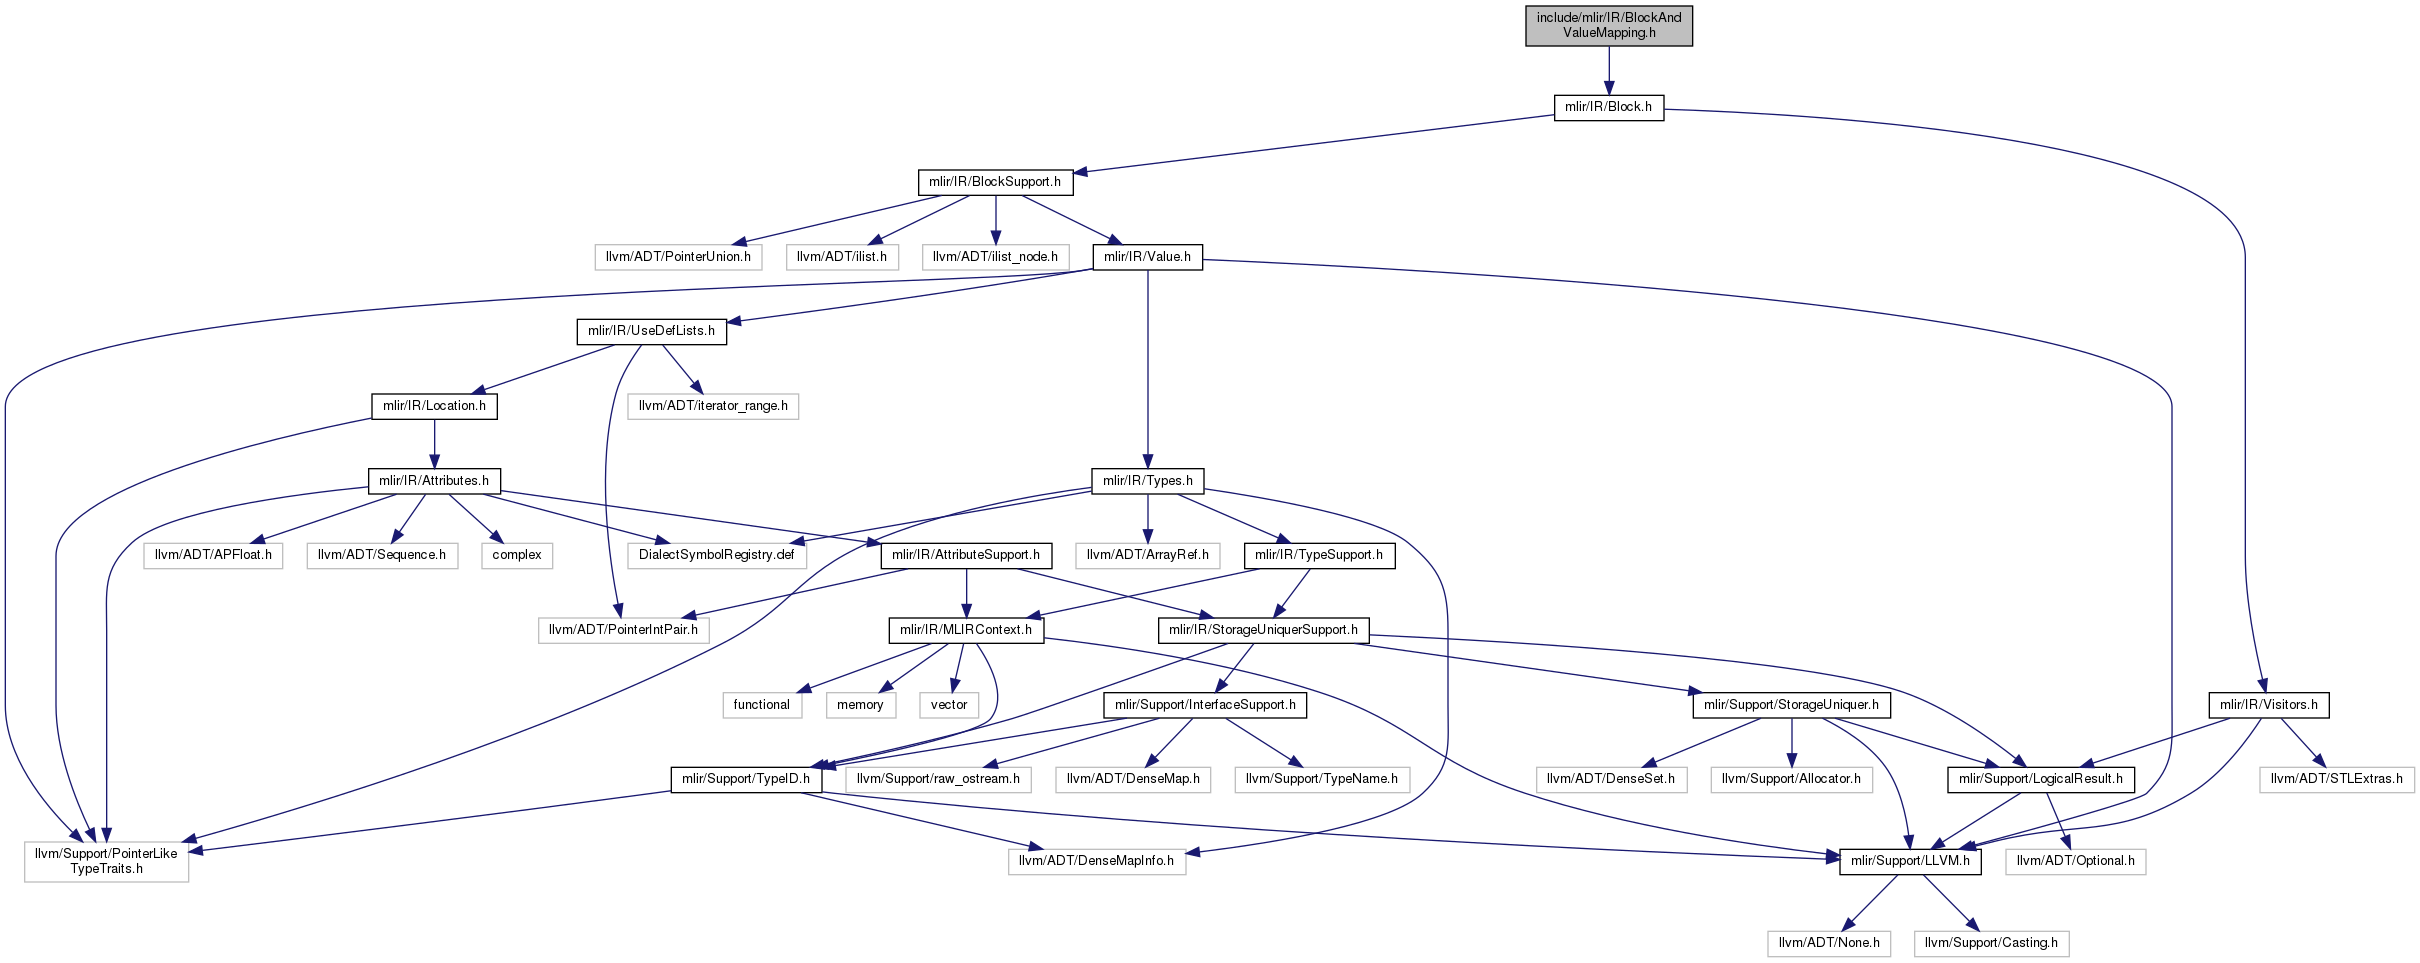 include/mlir/IR/BlockAnd
ValueMapping.h
mlir/IR/Block.h
mlir/IR/BlockSupport.h
llvm/ADT/PointerUnion.h
llvm/ADT/ilist.h
llvm/ADT/ilist_node.h
mlir/IR/Value.h
mlir/IR/UseDefLists.h
mlir/IR/Location.h
llvm/ADT/iterator_range.h
mlir/IR/Attributes.h
mlir/IR/Types.h
llvm/ADT/APFloat.h
llvm/ADT/Sequence.h
complex
DialectSymbolRegistry.def
mlir/IR/AttributeSupport.h
llvm/ADT/ArrayRef.h
mlir/IR/TypeSupport.h
llvm/ADT/PointerIntPair.h
mlir/IR/MLIRContext.h
mlir/IR/StorageUniquerSupport.h
functional
memory
vector
mlir/Support/InterfaceSupport.h
mlir/Support/StorageUniquer.h
mlir/IR/Visitors.h
mlir/Support/TypeID.h
llvm/Support/raw_ostream.h
llvm/ADT/DenseMap.h
llvm/Support/TypeName.h
llvm/ADT/DenseSet.h
llvm/Support/Allocator.h
mlir/Support/LogicalResult.h
llvm/ADT/STLExtras.h
llvm/Support/PointerLike
TypeTraits.h
llvm/ADT/DenseMapInfo.h
mlir/Support/LLVM.h
llvm/ADT/Optional.h
llvm/ADT/None.h
llvm/Support/Casting.h